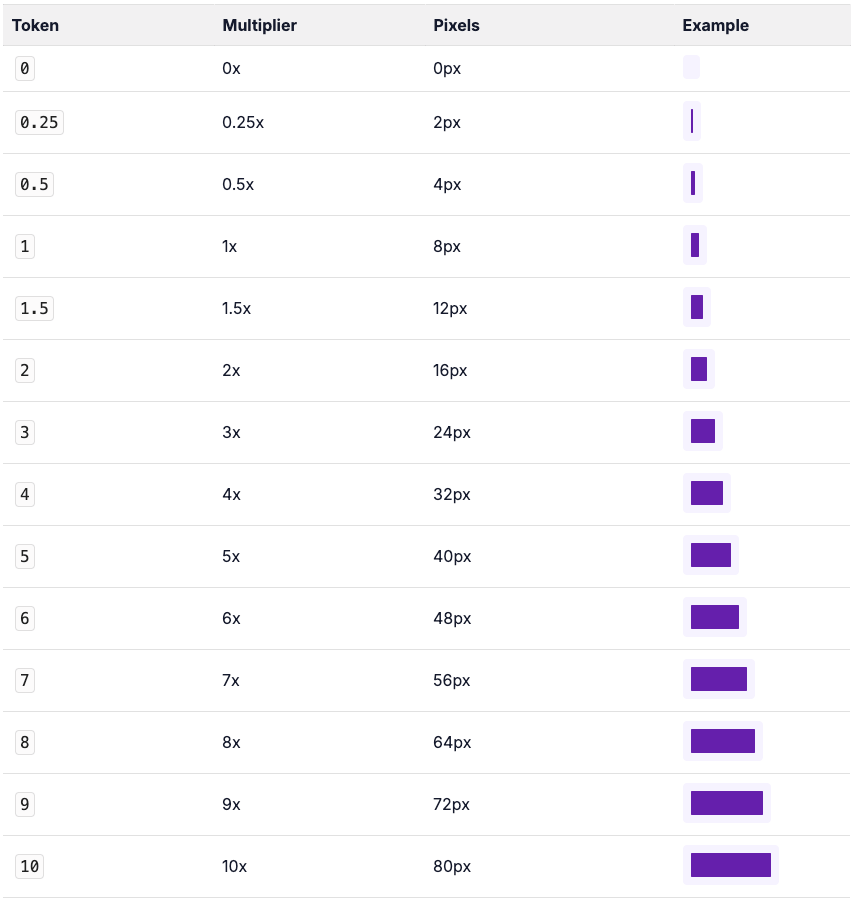 Token Multiplier Pixels Example
0 0x 0px
0.25 0.25x 2px
0.5 0.5x 4px
1 1x 8px
1.5 1.5x 12px
2 2x 16px
3 3x 24px
4 4x 32px
5 5x 40px
6 6x 48px
7 7x 56px
8 8x 64px
9 9x 72px
10 10x 80px